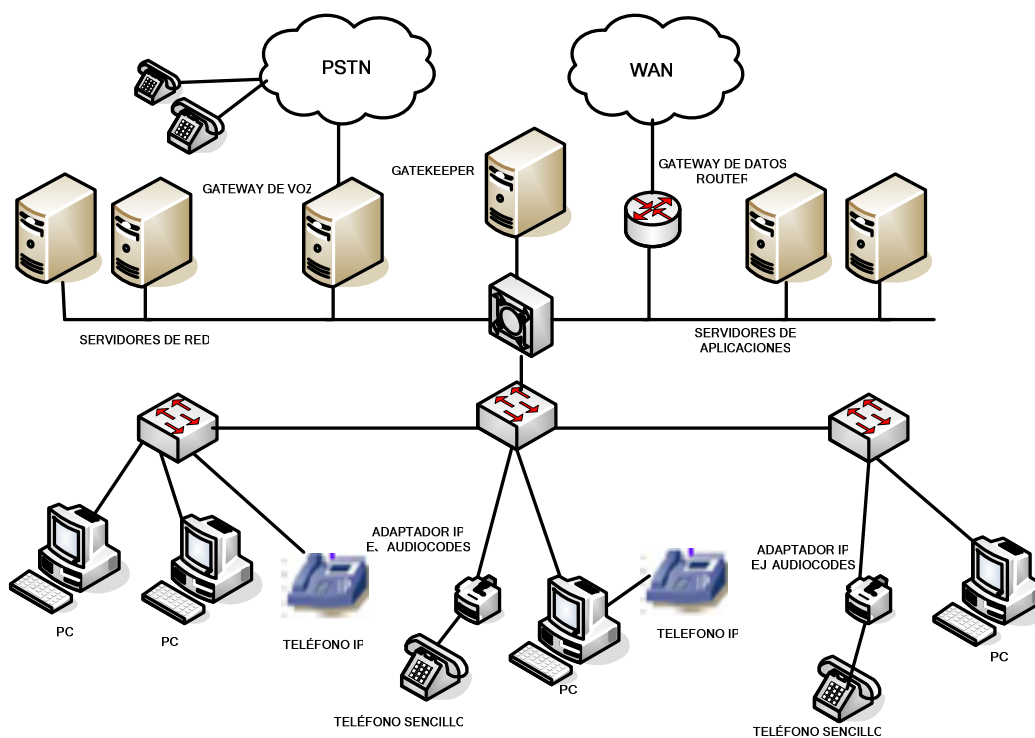 PSTN
WAN
GATEWAY DE VOZ
GATEKEEPER
GATEWAY DE DATOS
ROUTER
SERVIDORES DE RED
SERVIDORES DE
APLICACIONES
ADAPTADOR IP
EJ. AUDIOCODES
ADAPTADOR IP
EJ AUDIOCODES
PC
PC
TELÉFONO IP
PC
TELEFONO IP
PC
TELÉFONO SENCILLO
TELÉFONO SENCILLO